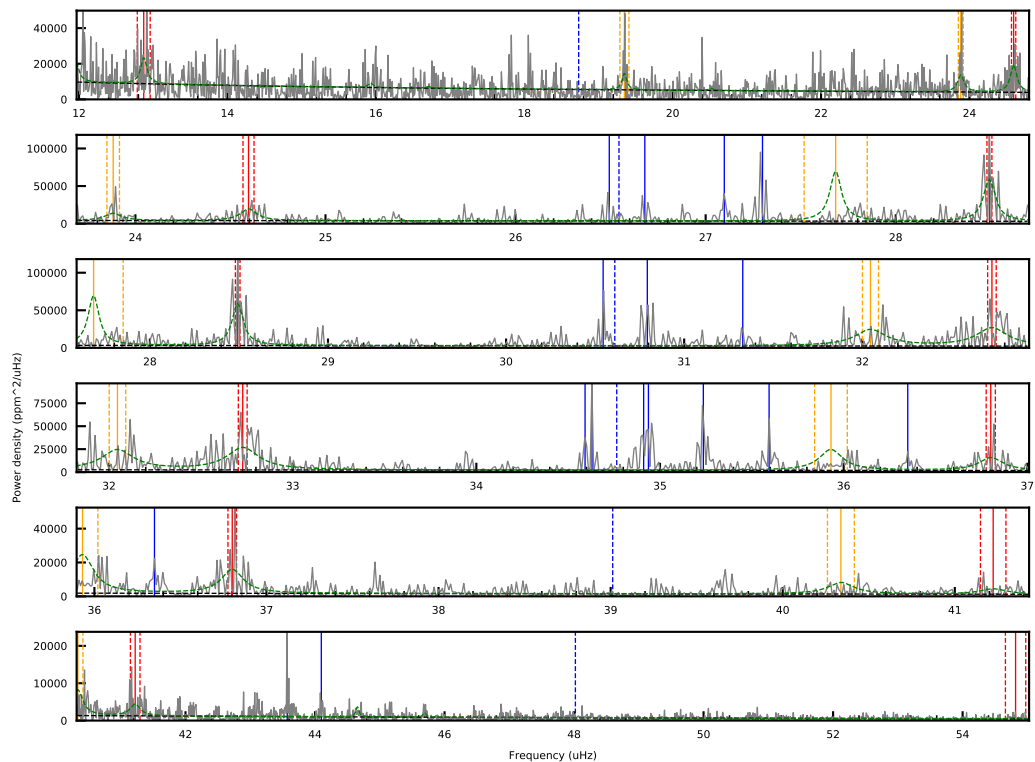 40000
20000
0
12 14 16 18 20 22 24
100000
50000
0
24 25 26 27 28
100000
50000
0
28 29 30 31 32
Power density (ppm^2/uHz)
75000
50000
25000
0
32 33 34 35 36 37
40000
20000
0
36 37 38 39 40 41
20000
10000
0
42 44 46 48 50 52 54
Frequency (uHz)